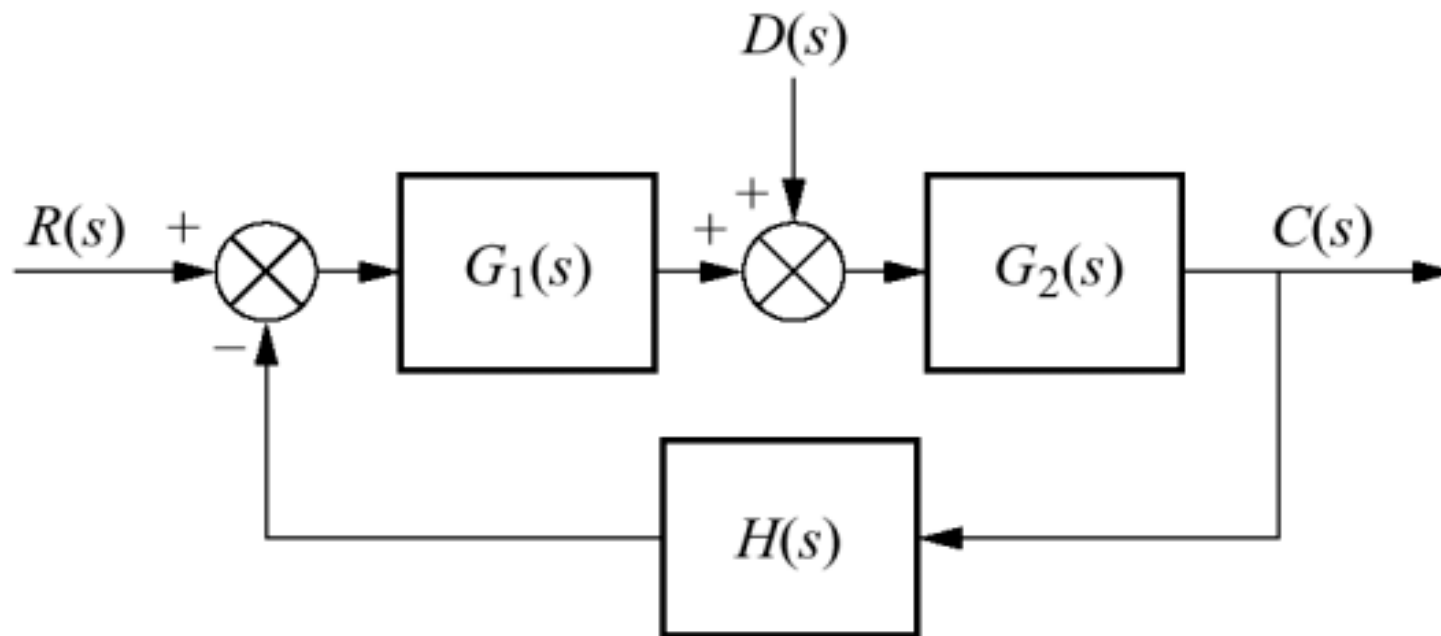 D(s)
R(s) + G₁(s) + + G₂(s) C(s)
−
H(s)